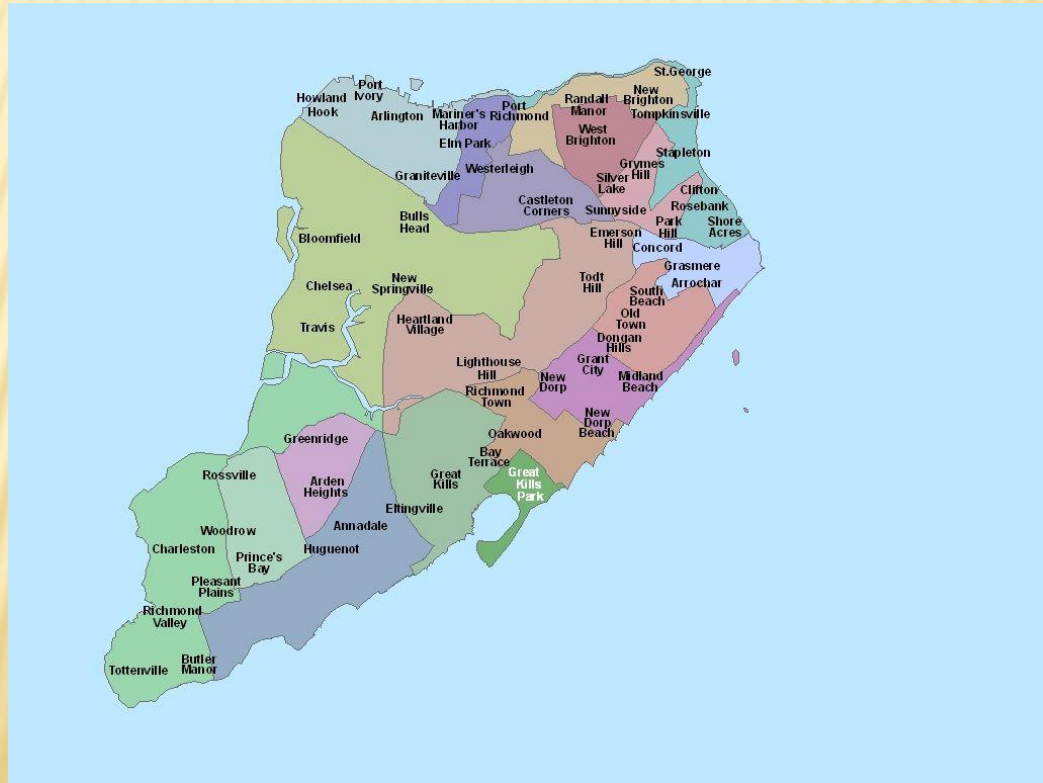 St.George
Port
Ivory
Howland
Hook
Arlington
Mariner's
Harbor
Port
Richmond
Randall
Manor
New
Brighton
Tompkinsville
West
Brighton
Elm Park
Graniteville
Westerleigh
Grymes
Hill
Stapleton
Silver
Lake
Clifton
Rosebank
Castleton
Corners
Sunnyside
Park
Hill
Shore
Acres
Bulls
Head
Bloomfield
Emerson
Hill
Concord
Grasmere
Arrochar
Chelsea
New
Springville
Todt
Hill
South
Beach
Travis
Heartland
Village
Old
Town
Dongan
Hills
Lighthouse
Hill
Grant
City
New
Dorp
Midland
Beach
Richmond
Town
New
Dorp
Beach
Oakwood
Greenridge
Bay
Terrace
Great
Kills
Great
Kills
Park
Rossville
Arden
Heights
Eltingville
Annadale
Woodrow
Huguenot
Charleston
Prince's
Bay
Pleasant
Plains
Richmond
Valley
Butler
Manor
Tottenville